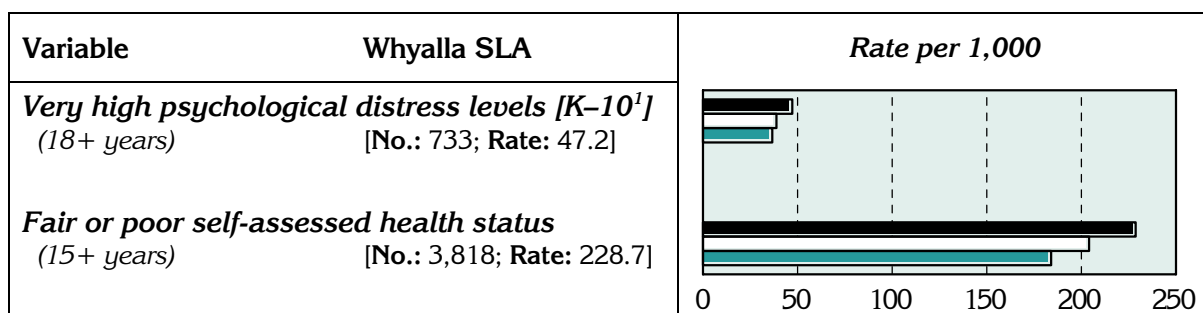 Variable Whyalla SLA Rate per 1,000
Very high psychological distress levels [K–10¹]
(18+ years) [No.: 733; Rate: 47.2]
Fair or poor self-assessed health status
(15+ years) [No.: 3,818; Rate: 228.7]
0 50 100 150 200 250